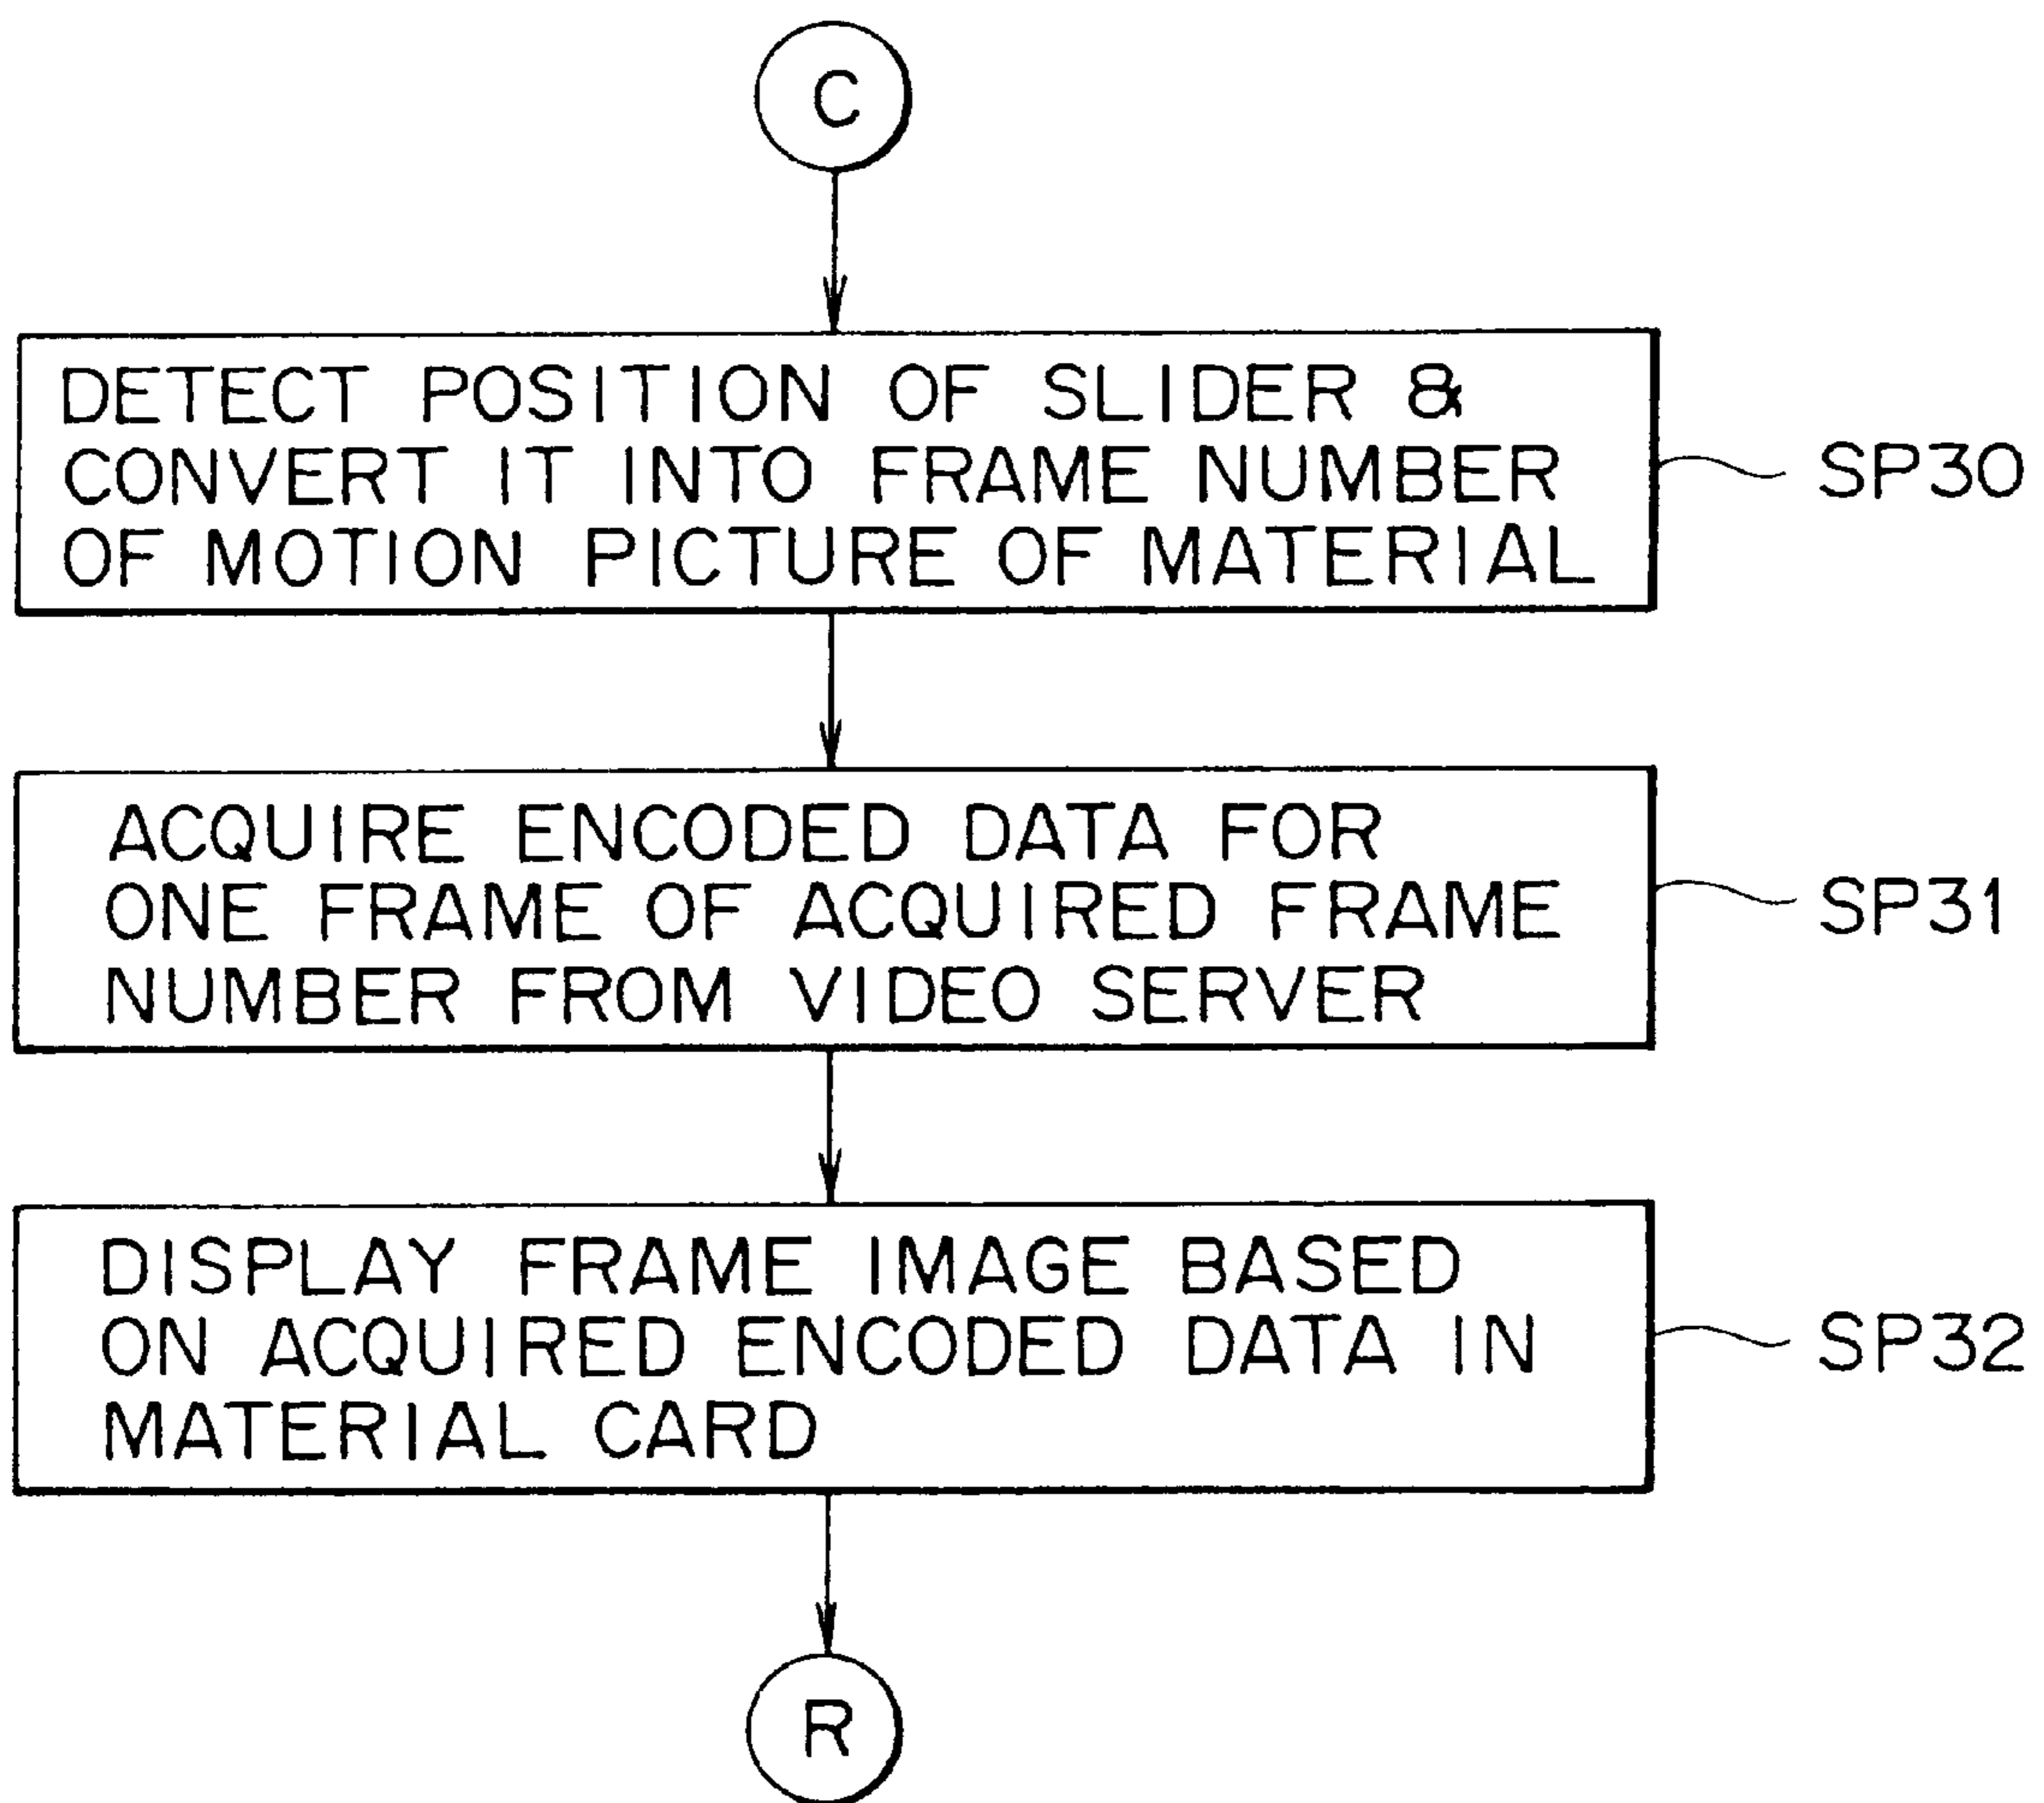 C
DETECT POSITION OF SLIDER &
CONVERT IT INTO FRAME NUMBER
OF MOTION PICTURE OF MATERIAL
SP30
ACQUIRE ENCODED DATA FOR
ONE FRAME OF ACQUIRED FRAME
NUMBER FROM VIDEO SERVER
SP31
DISPLAY FRAME IMAGE BASED
ON ACQUIRED ENCODED DATA IN
MATERIAL CARD
SP32
R